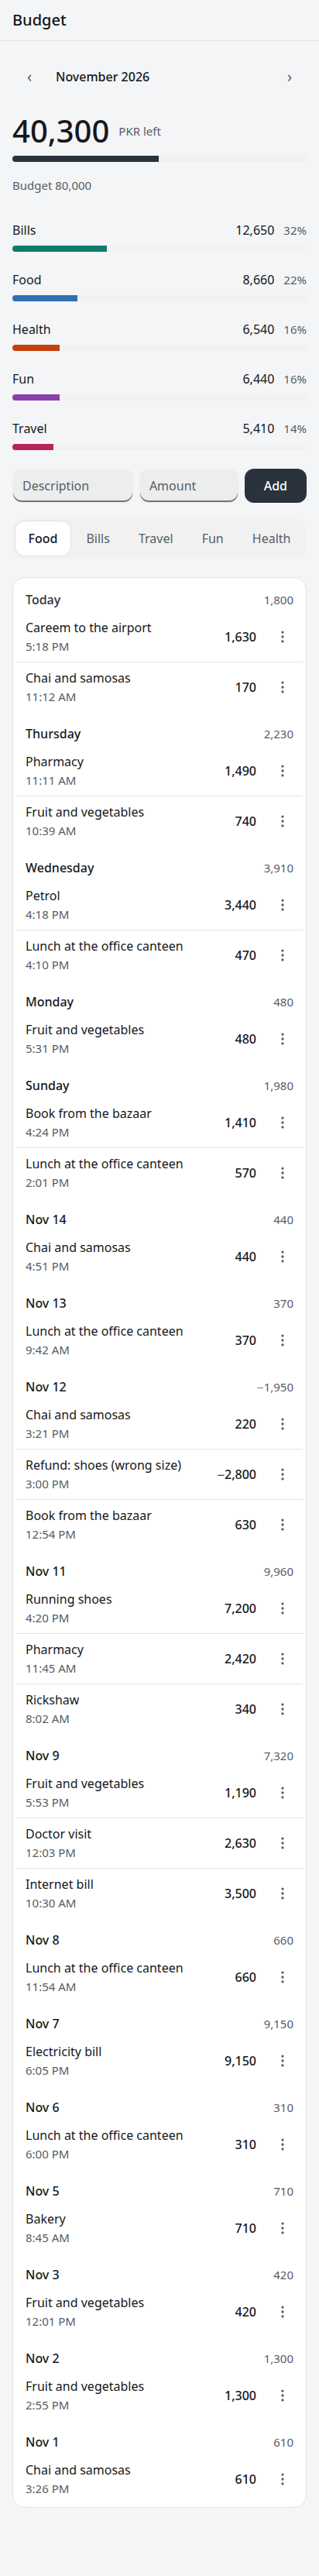 Budget
‹ November 2026 ›
40,300 PKR left
Budget 80,000
Bills 12,650 32%
Food 8,660 22%
Health 6,540 16%
Fun 6,440 16%
Travel 5,410 14%
Description Amount Add
Food Bills Travel Fun Health
Today 1,800
Careem to the airport 1,630
5:18 PM
Chai and samosas 170
11:12 AM
Thursday 2,230
Pharmacy 1,490
11:11 AM
Fruit and vegetables 740
10:39 AM
Wednesday 3,910
Petrol 3,440
4:18 PM
Lunch at the office canteen 470
4:10 PM
Monday 480
Fruit and vegetables 480
5:31 PM
Sunday 1,980
Book from the bazaar 1,410
4:24 PM
Lunch at the office canteen 570
2:01 PM
Nov 14 440
Chai and samosas 440
4:51 PM
Nov 13 370
Lunch at the office canteen 370
9:42 AM
Nov 12 −1,950
Chai and samosas 220
3:21 PM
Refund: shoes (wrong size) −2,800
3:00 PM
Book from the bazaar 630
12:54 PM
Nov 11 9,960
Running shoes 7,200
4:20 PM
Pharmacy 2,420
11:45 AM
Rickshaw 340
8:02 AM
Nov 9 7,320
Fruit and vegetables 1,190
5:53 PM
Doctor visit 2,630
12:03 PM
Internet bill 3,500
10:30 AM
Nov 8 660
Lunch at the office canteen 660
11:54 AM
Nov 7 9,150
Electricity bill 9,150
6:05 PM
Nov 6 310
Lunch at the office canteen 310
6:00 PM
Nov 5 710
Bakery 710
8:45 AM
Nov 3 420
Fruit and vegetables 420
12:01 PM
Nov 2 1,300
Fruit and vegetables 1,300
2:55 PM
Nov 1 610
Chai and samosas 610
3:26 PM